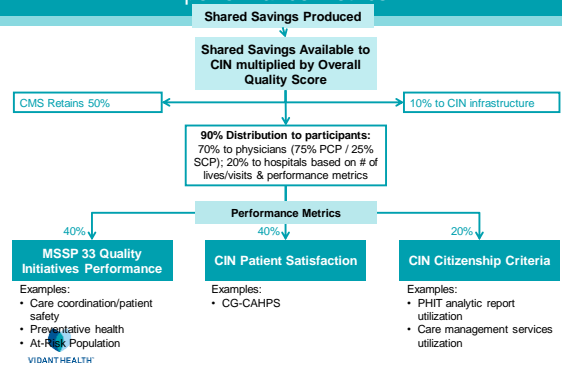 Shared Savings Produced
Shared Savings Available to
CIN multiplied by Overall
Quality Score
CMS Retains 50%
10% to CIN infrastructure
90% Distribution to participants:
70% to physicians (75% PCP / 25%
SCP); 20% to hospitals based on # of
lives/visits & performance metrics
Performance Metrics
40%
40%
20%
MSSP 33 Quality
Initiatives Performance
CIN Patient Satisfaction
CIN Citizenship Criteria
Examples:
• Care coordination/patient
safety
• Preventative health
• At-Risk Population
Examples:
• CG-CAHPS
Examples:
• PHIT analytic report
utilization
• Care management services
utilization
VIDANT HEALTH™